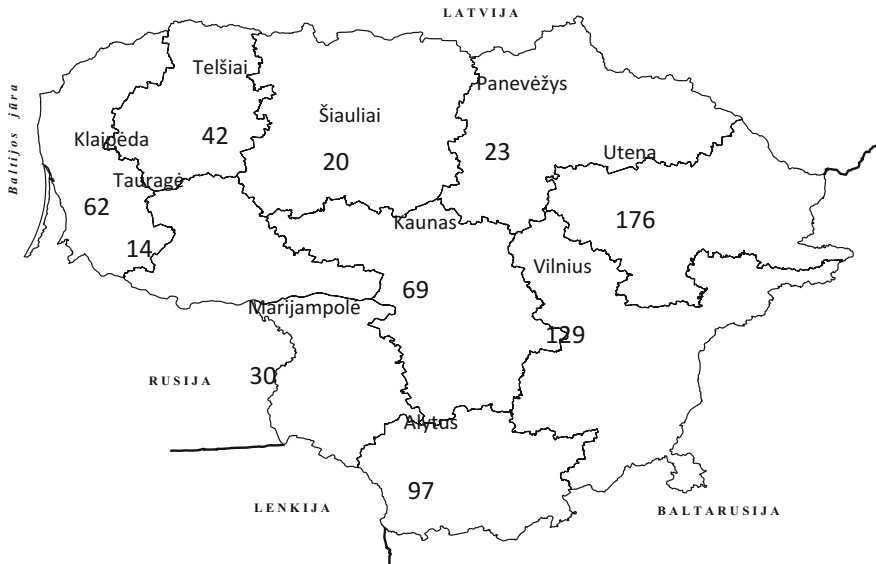 LATVIJA
Telšiai
Panevėžys
Baltijos jūra
Šiauliai
Klaipėda
42
20
23
Utena
Tauragė
62
176
Kaunas
14
Vilnius
69
Marijampolė
129
RUSIJA
30
Alytus
97
LENKIJA
BALTARUSIJA